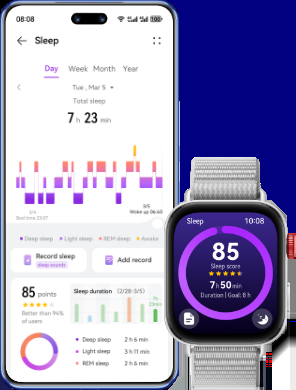 08:08
Sleep
Day Week Month Year
Tue, Mar 5
Total sleep
7 h 23 min
3/4
Bed time 23:07
3/5
Wake up 06:40
Deep sleep Light sleep REM sleep Awake
Record sleep
sleep sounds
Add record
85 points
Better than 94%
of users
Sleep duration (2/28-3/5)
Deep sleep 2 h 6 min
Light sleep 3 h 11 min
REM sleep 2 h 6 min
Sleep 10:08
85
Sleep score
7 h 50 min
Duration | Goal: 8 h